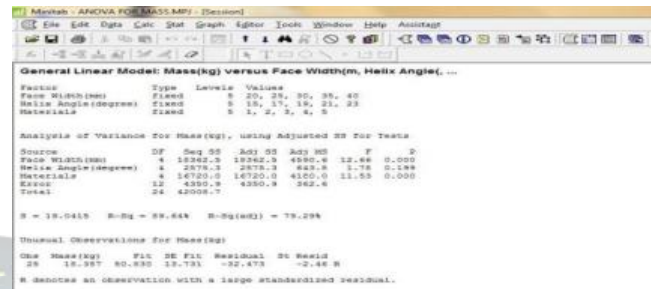 Minitab - ANOVA FOR MASS.MPJ - [Session]
File Edit Data Calc Stat Graph Editor Tools Window Help Assistant
General Linear Model: Mass(kg) versus Face Width(m, Helix Angle(, ...
Factor Type Levels Values
Face Width(mm) fixed 5 20, 25, 30, 35, 40
Helix Angle(degree) fixed 5 15, 17, 19, 21, 23
Materials fixed 5 1, 2, 3, 4, 5
Analysis of Variance for Mass(kg), using Adjusted SS for Tests
Source DF Seq SS Adj SS Adj MS F P
Face Width(mm) 4 18362.5 18362.5 4590.6 12.66 0.000
Helix Angle(degree) 4 2575.3 2575.3 643.8 1.78 0.199
Materials 4 16720.0 16720.0 4180.0 11.53 0.000
Error 12 4350.9 4350.9 362.6
Total 24 42008.7
S = 19.0415 R-Sq = 89.64% R-Sq(adj) = 79.29%
Unusual Observations for Mass(kg)
Obs Mass(kg) Fit SE Fit Residual St Resid
25 18.357 50.830 13.731 -32.473 -2.46 R
R denotes an observation with a large standardized residual.